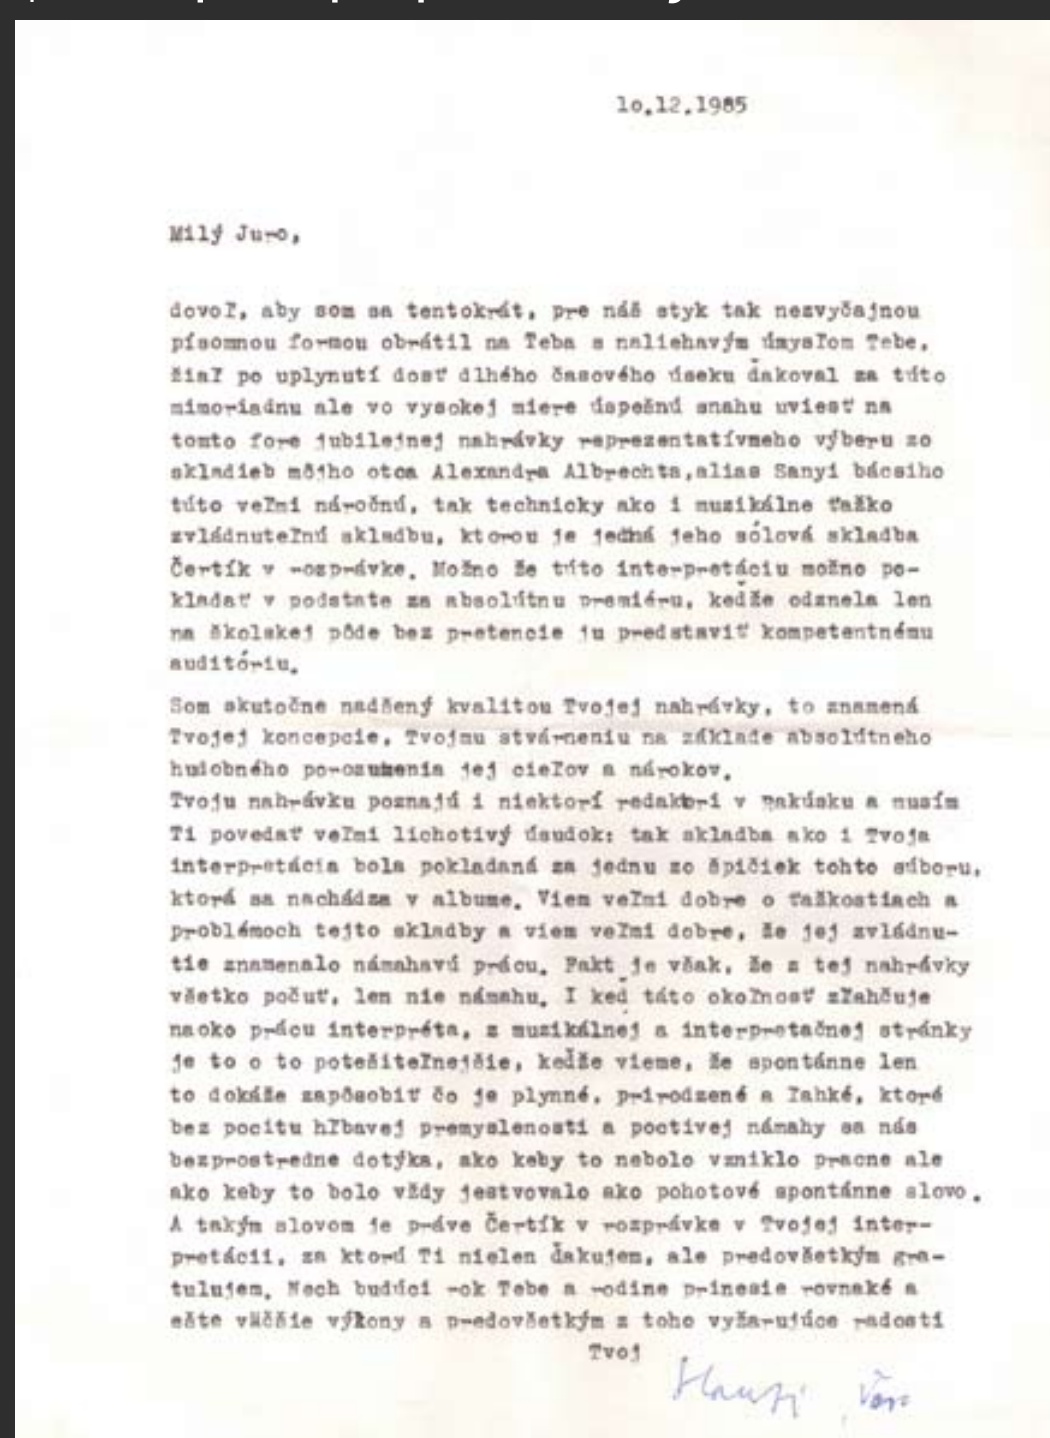 lo.12.1985
Milý Juro,
dovoľ, aby som sa tentokrát, pre náš styk tak nezvyčajnou
písomnou formou obrátil na Teba s naliehavým úmysľom Tebe,
žiaľ po uplynutí dosť dlhého časového úseku ďakoval za túto
mimoriadnu ale vo vysokej miere úspešnú snahu uviesť na
tomto fore jubilejnej nahrávky reprezentatívneho výberu zo
skladieb môjho otca Alexandra Albrechta,alias Sanyi bácsiho
túto veľmi náročnú, tak technicky ako i muzikálne ťažko
zvládnuteľnú skladbu, ktorou je jedná jeho sólová skladba
Čertík v rozprávke. Možno že túto interpretáciu možno po-
kladať v podstate za absolútnu premiéru, keďže odznela len
na školskej pôde bez pretencie ju predstaviť kompetentnému
auditóriu.
Som skutočne nadšený kvalitou Tvojej nahrávky, to znamená
Tvojej koncepcie, Tvojmu stvárneniu na základe absolútneho
hudobného porozumenia jej cieľov a nárokov.
Tvoju nahrávku poznajú i niektorí redaktori v Rakúsku a musím
Ti povedať veľmi lichotivý úsudok: tak skladba ako i Tvoja
interpretácia bola pokladaná za jednu zo špičiek tohto súboru,
ktorá sa nachádza v albume. Viem veľmi dobre o ťažkostiach a
problémoch tejto skladby a viem veľmi dobre, že jej zvládnu-
tie znamenalo námahavú prácu. Fakt je však, že z tej nahrávky
všetko počuť, len nie námahu. I keď táto okoľnosť zľahčuje
naoko prácu interpréta, z muzikálnej a interpretačnej stránky
je to o to potešiteľnejšie, keďže vieme, že spontánne len
to dokáže zapôsobiť čo je plynné, prirodzené a ľahké, ktoré
bez pocitu hľbavej premyslenosti a poctivej námahy sa nás
bezprostredne dotýka, ako keby to nebolo vzniklo pracne ale
ako keby to bolo vždy jestvovalo ako pohotové spontánne slovo.
A takým slovom je práve Čertík v rozprávke v Tvojej inter-
pretácii, za ktorú Ti nielen ďakujem, ale predovšetkým gra-
tulujem. Nech budúci rok Tebe a rodine prinesie rovnaké a
ešte väčšie výkony a predovšetkým z toho vyžarujúce radosti
Tvoj